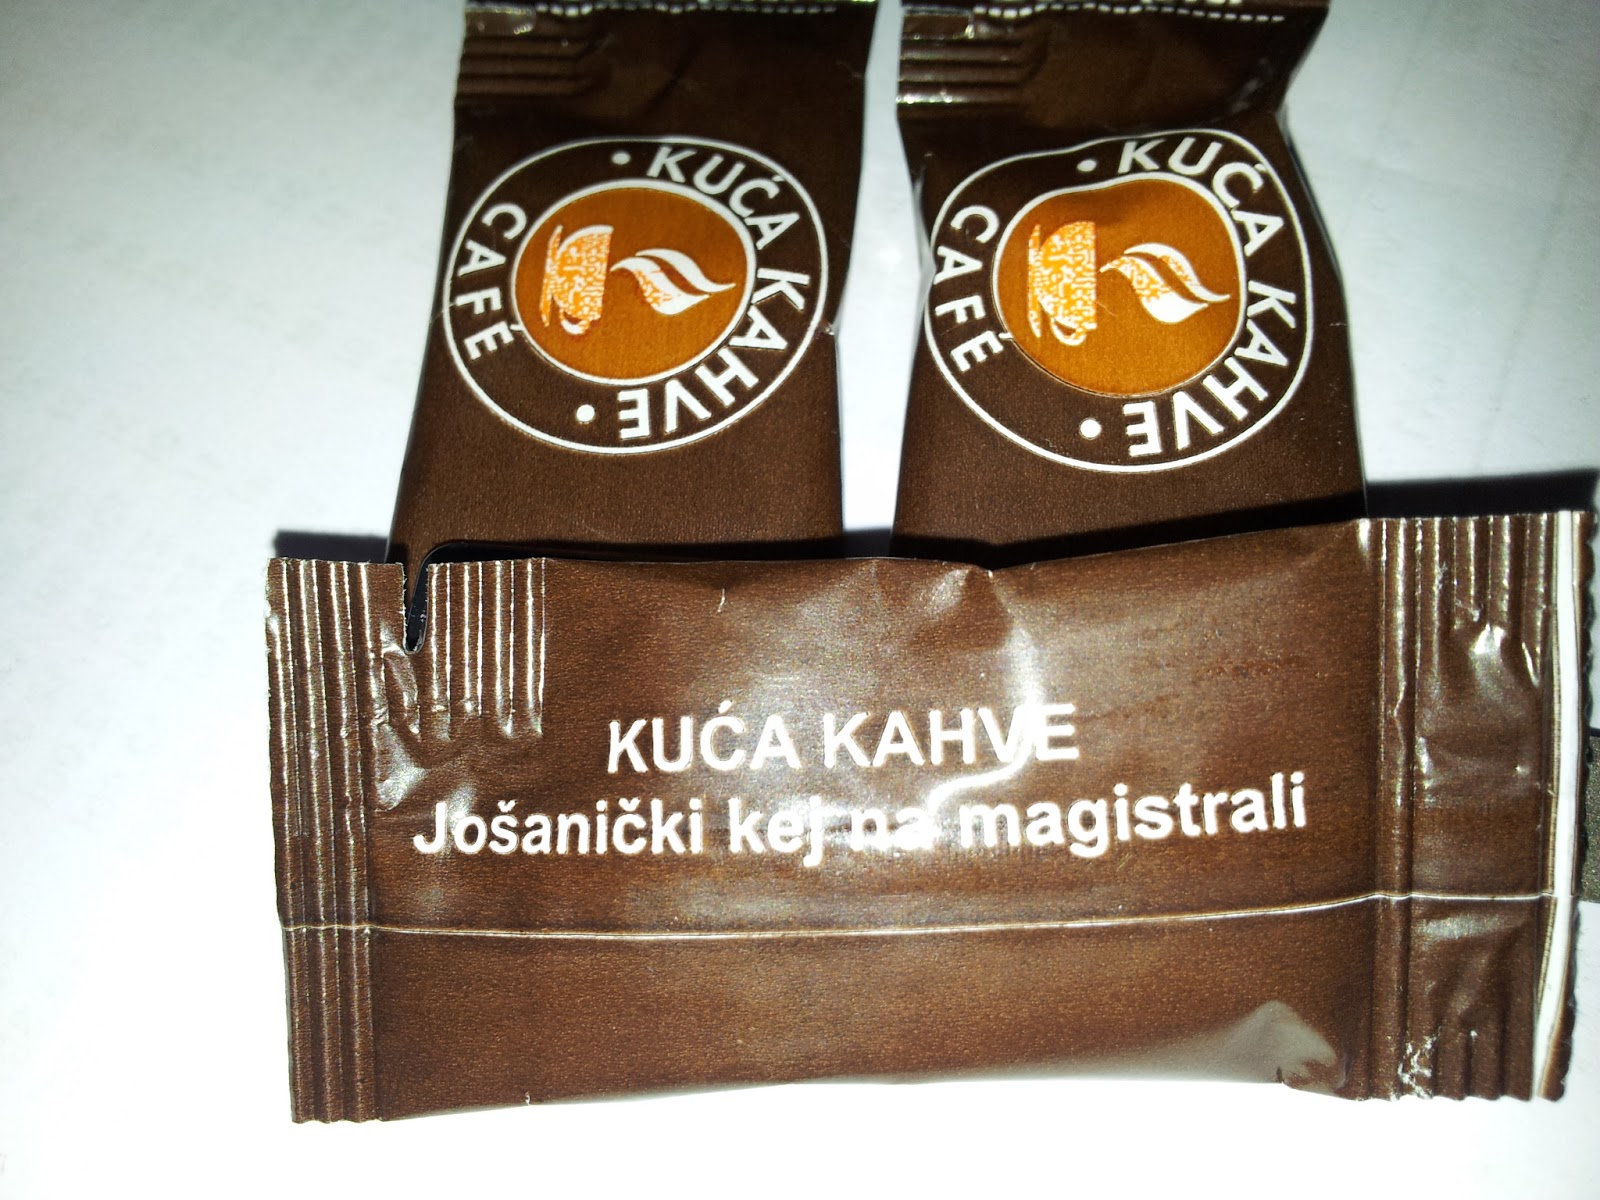 • KUĆA KAHVE •
CAFÉ
• KUĆA KAHVE •
CAFÉ
KUĆA KAHVE
Jošanički kej na magistrali